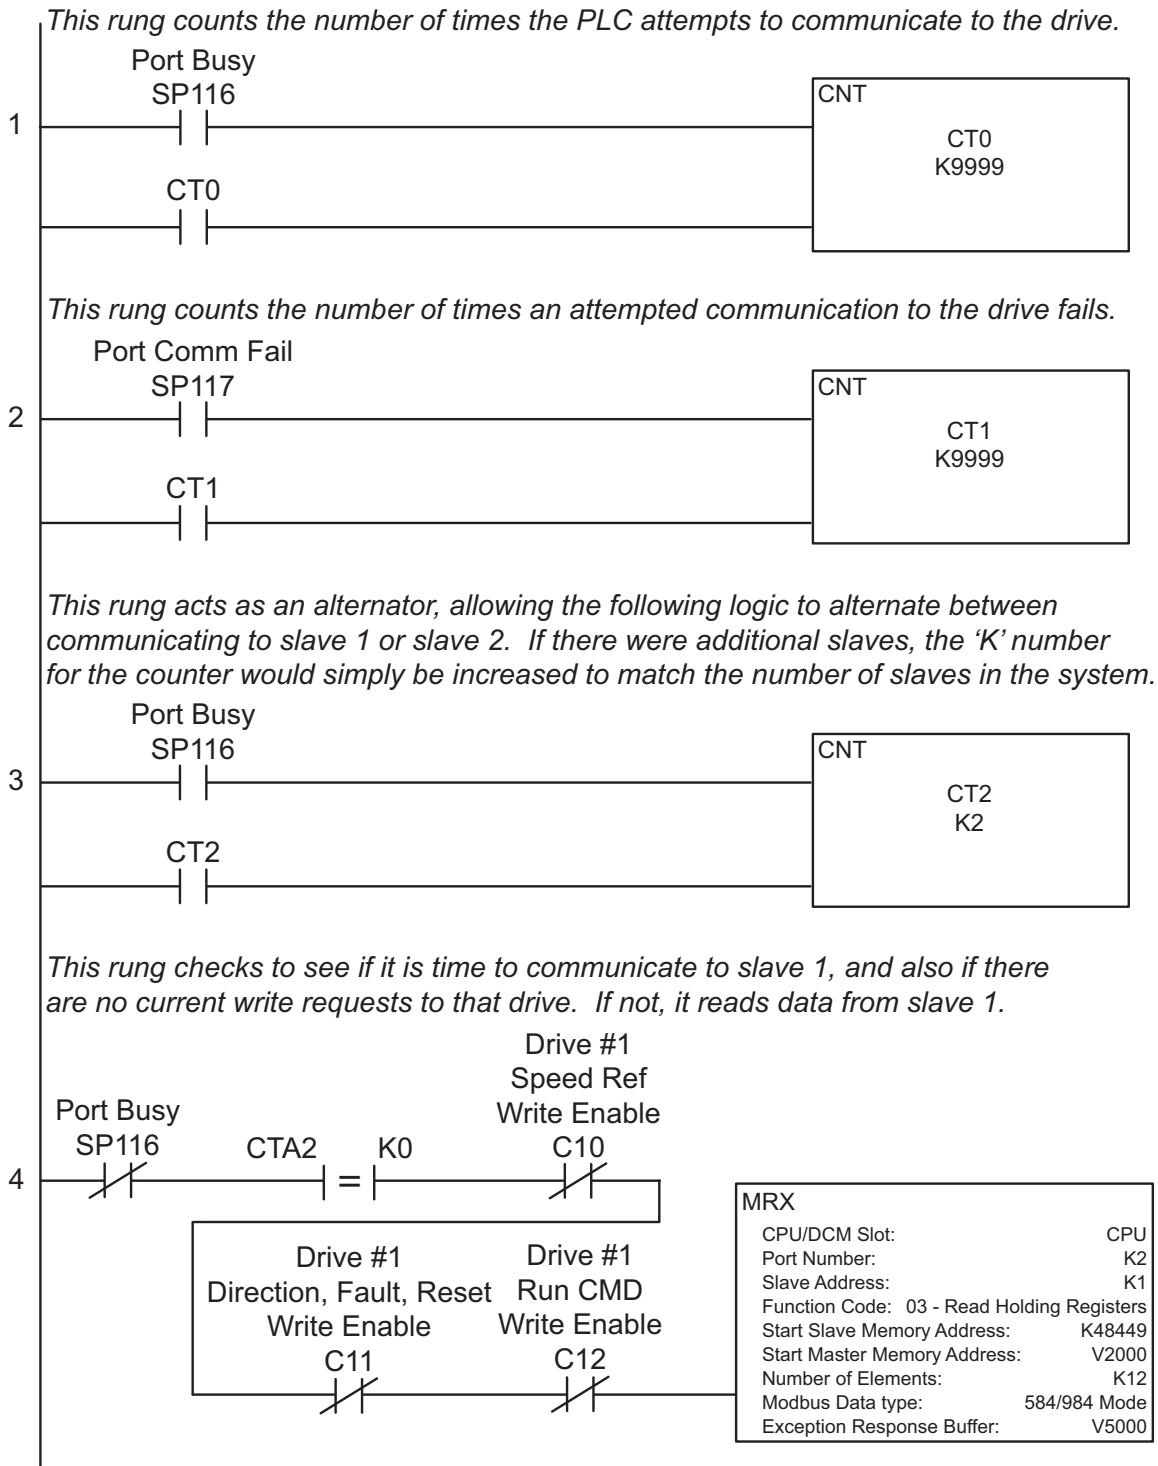 This rung counts the number of times the PLC attempts to communicate to the drive.
Port Busy
SP116
1
CNT
CT0
K9999
CT0
This rung counts the number of times an attempted communication to the drive fails.
Port Comm Fail
SP117
2
CNT
CT1
K9999
CT1
This rung acts as an alternator, allowing the following logic to alternate between
communicating to slave 1 or slave 2.  If there were additional slaves, the ‘K’ number
for the counter would simply be increased to match the number of slaves in the system.
Port Busy
SP116
3
CNT
CT2
K2
CT2
This rung checks to see if it is time to communicate to slave 1, and also if there
are no current write requests to that drive.  If not, it reads data from slave 1.
Drive #1
Speed Ref
Write Enable
C10
Port Busy
SP116
CTA2 = K0
4
Drive #1
Direction, Fault, Reset
Write Enable
C11
Drive #1
Run CMD
Write Enable
C12
MRX
CPU/DCM Slot: CPU
Port Number: K2
Slave Address: K1
Function Code: 03 - Read Holding Registers
Start Slave Memory Address: K48449
Start Master Memory Address: V2000
Number of Elements: K12
Modbus Data type: 584/984 Mode
Exception Response Buffer: V5000